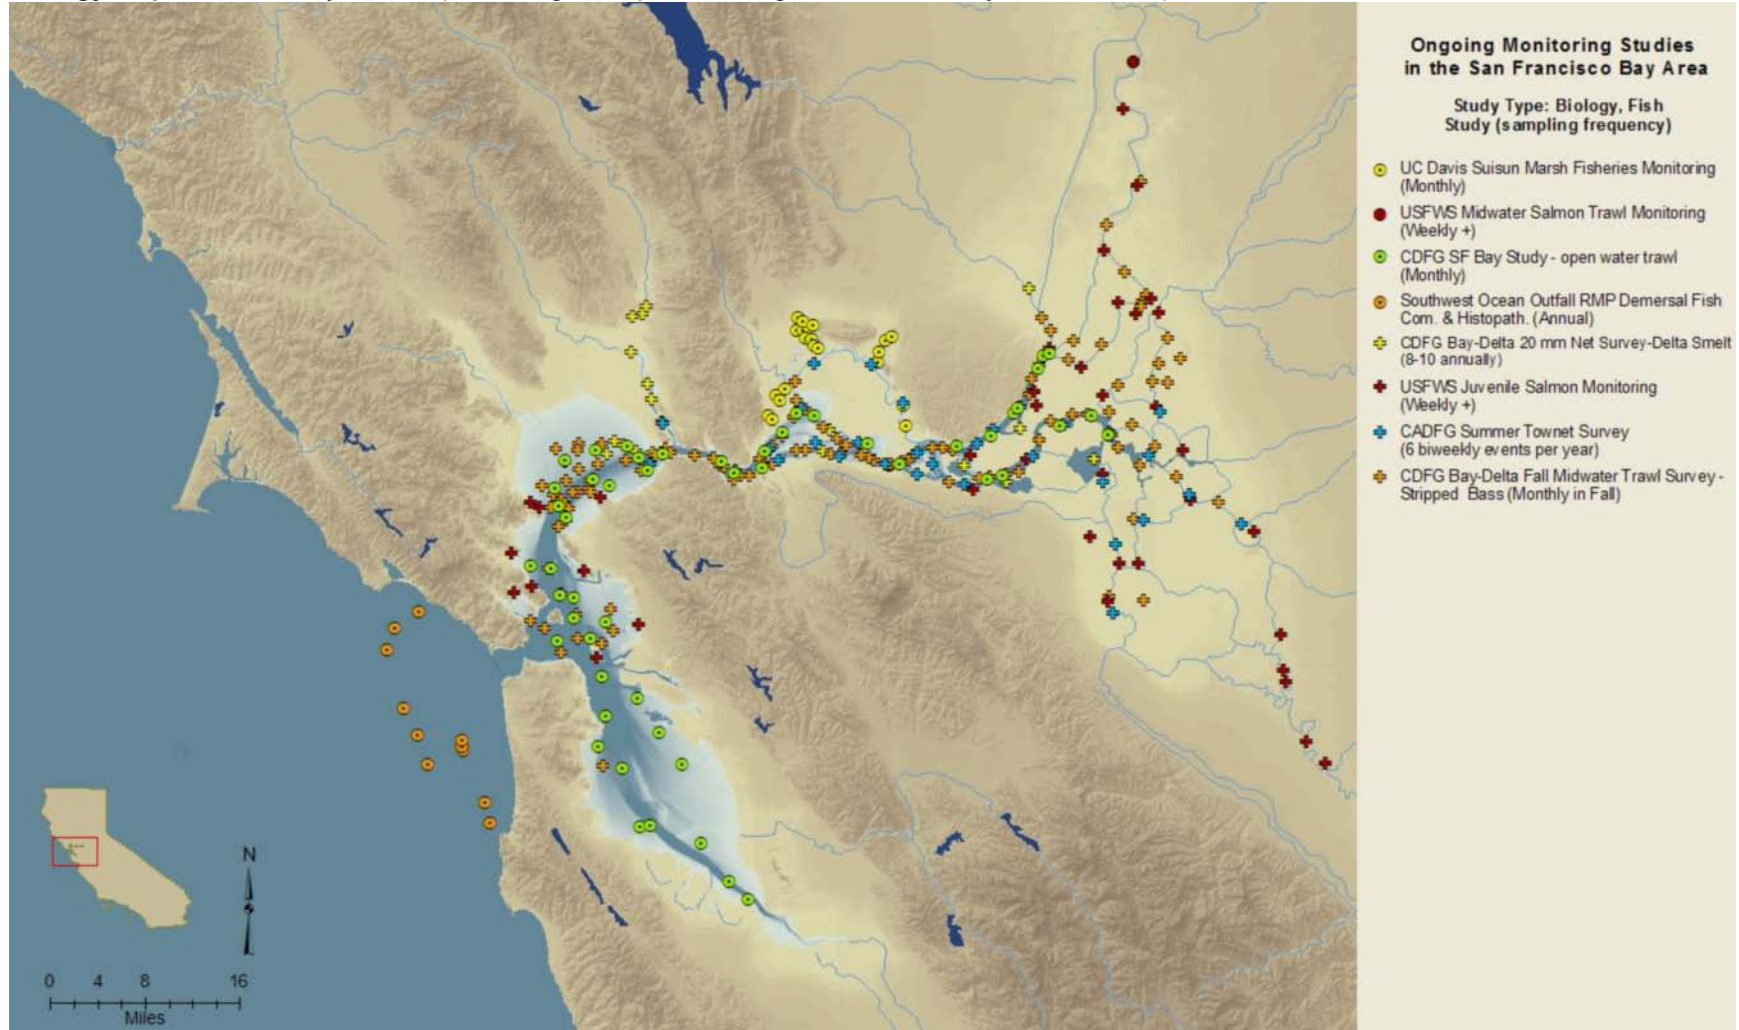 Ongoing Monitoring Studies
in the San Francisco Bay Area
Study Type: Biology, Fish
Study (sampling frequency)
UC Davis Suisun Marsh Fisheries Monitoring
(Monthly)
USFWS Midwater Salmon Trawl Monitoring
(Weekly +)
CDFG SF Bay Study - open water trawl
(Monthly)
Southwest Ocean Outfall RMP Demersal Fish
Com. & Histopath. (Annual)
CDFG Bay-Delta 20 mm Net Survey-Delta Smelt
(8-10 annually)
USFWS Juvenile Salmon Monitoring
(Weekly +)
CADFG Summer Townet Survey
(6 biweekly events per year)
CDFG Bay-Delta Fall Midwater Trawl Survey -
Stripped Bass (Monthly in Fall)
N
0 4 8 16
Miles